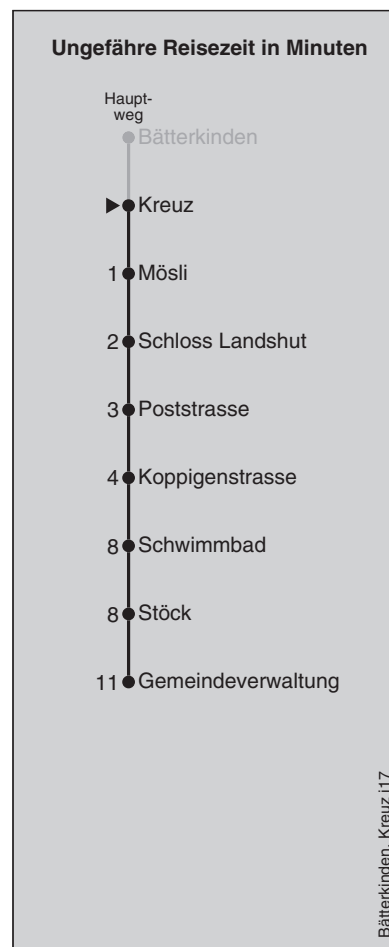 Ungefähre Reisezeit in Minuten
Haupt-
weg
Bätterkinden
Kreuz
1 Mösli
2 Schloss Landshut
3 Poststrasse
4 Koppigenstrasse
8 Schwimmbad
8 Stöck
11 Gemeindeverwaltung
Bätterkinden, Kreuz j17